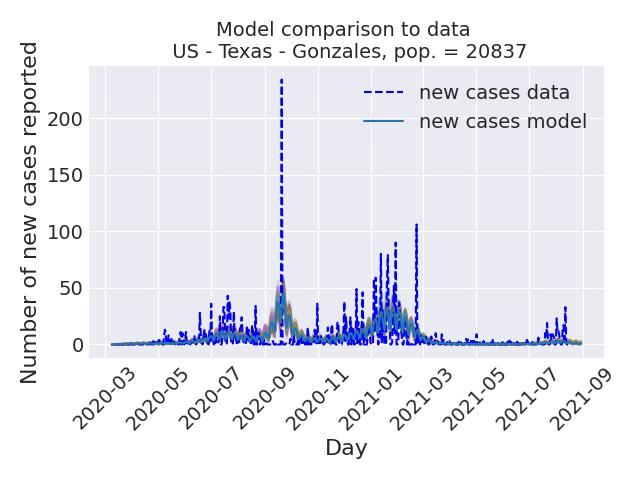 Model comparison to data
US - Texas - Gonzales, pop. = 20837
new cases data
new cases model
Number of new cases reported
200
150
100
50
0
2020-03
2020-05
2020-07
2020-09
2020-11
2021-01
2021-03
2021-05
2021-07
2021-09
Day